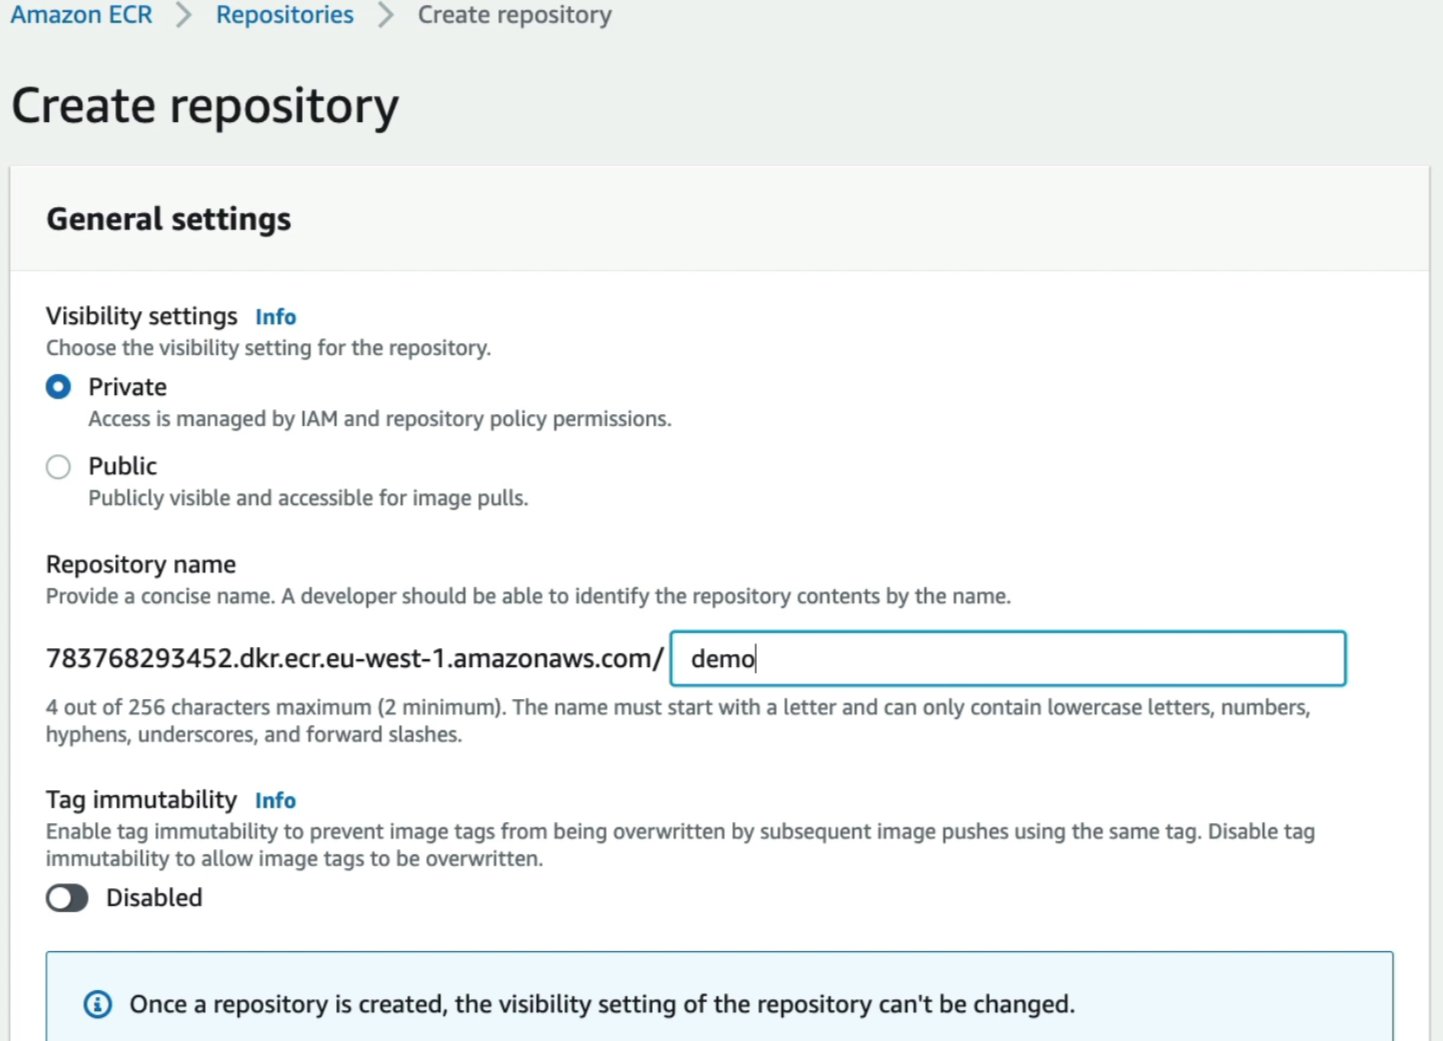 Amazon ECR > Repositories > Create repository
Create repository
General settings
Visibility settings Info
Choose the visibility setting for the repository.
Private
Access is managed by IAM and repository policy permissions.
Public
Publicly visible and accessible for image pulls.
Repository name
Provide a concise name. A developer should be able to identify the repository contents by the name.
783768293452.dkr.ecr.eu-west-1.amazonaws.com/ demo
4 out of 256 characters maximum (2 minimum). The name must start with a letter and can only contain lowercase letters, numbers,
hyphens, underscores, and forward slashes.
Tag immutability Info
Enable tag immutability to prevent image tags from being overwritten by subsequent image pushes using the same tag. Disable tag
immutability to allow image tags to be overwritten.
Disabled
Once a repository is created, the visibility setting of the repository can't be changed.